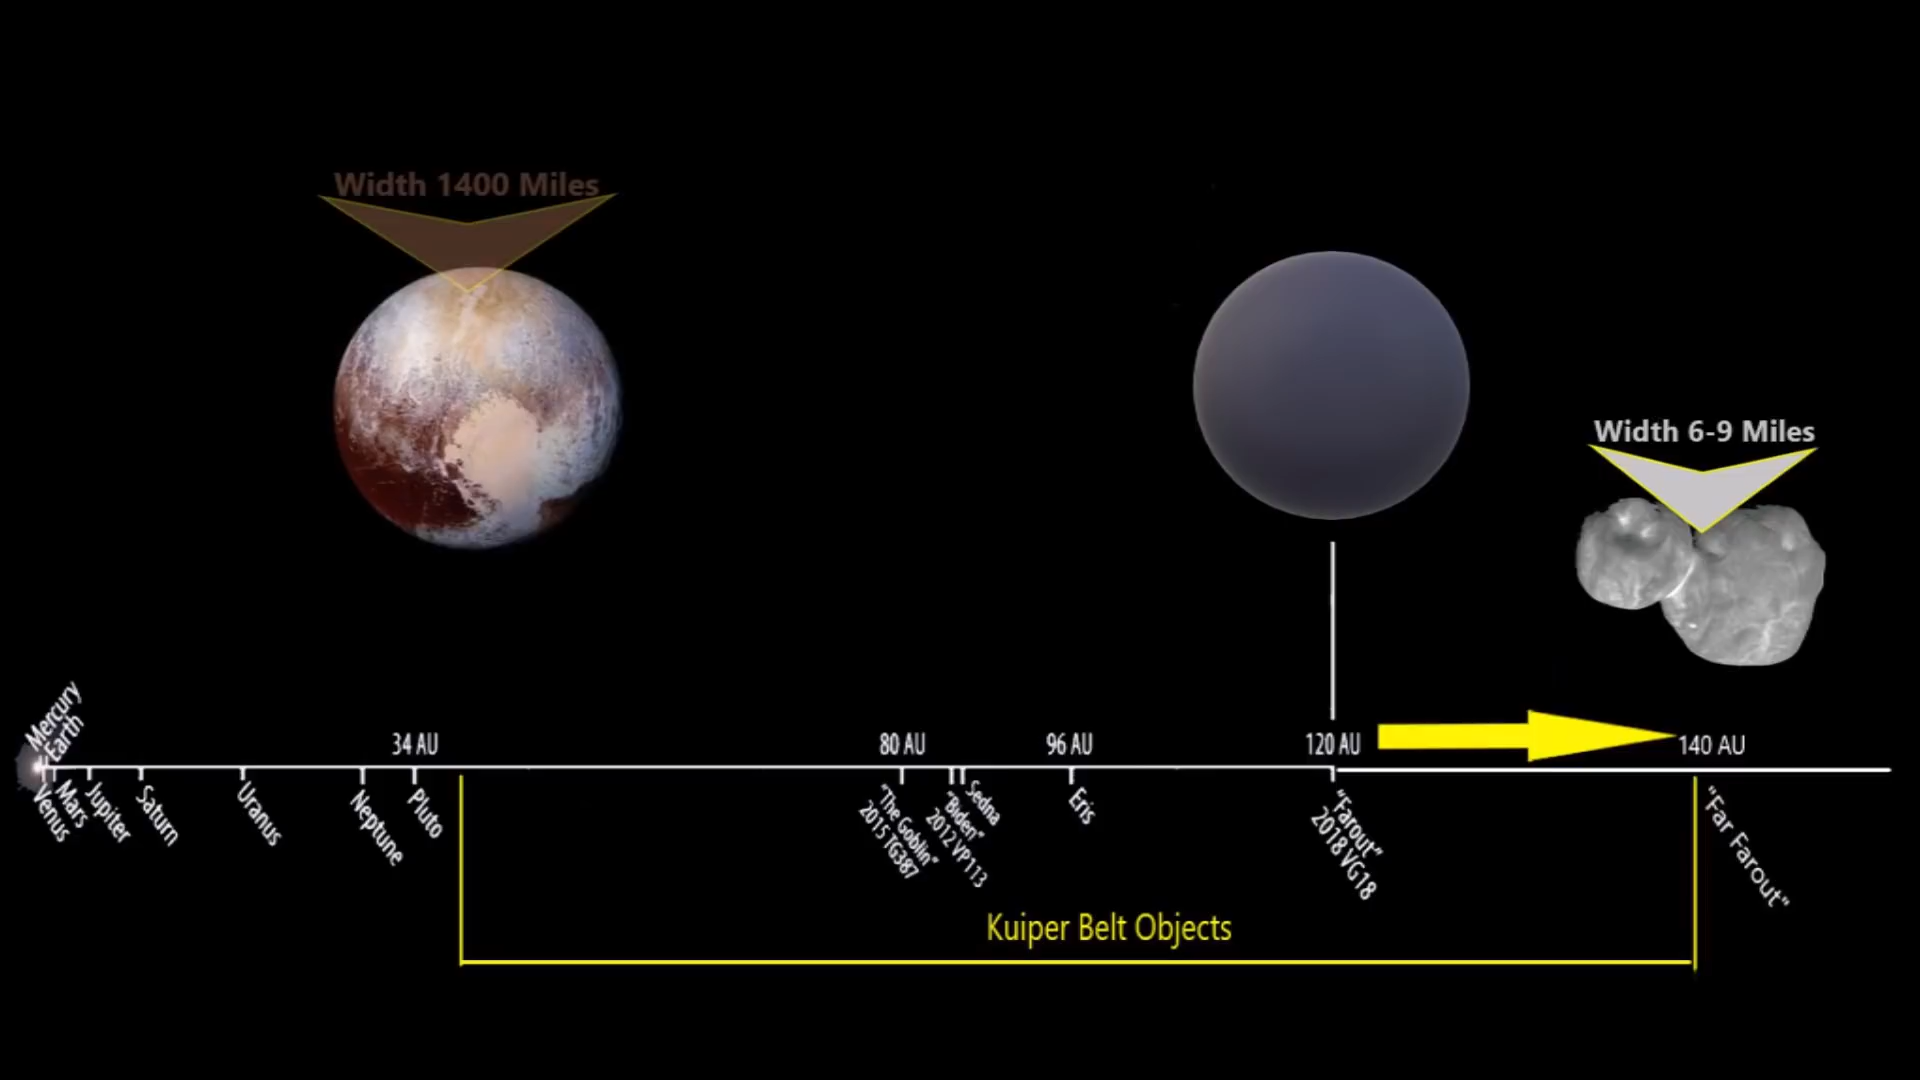 Width 1400 Miles
Width 6-9 Miles
34 AU
80 AU
96 AU
120 AU
140 AU
Mercury
Venus
Earth
Mars
Jupiter
Saturn
Uranus
Neptune
Pluto
"The Goblin"
2015 TG387
"Biden"
2012 VP113
Sedna
Eris
"Farout"
2018 VG18
"Far Farout"
Kuiper Belt Objects